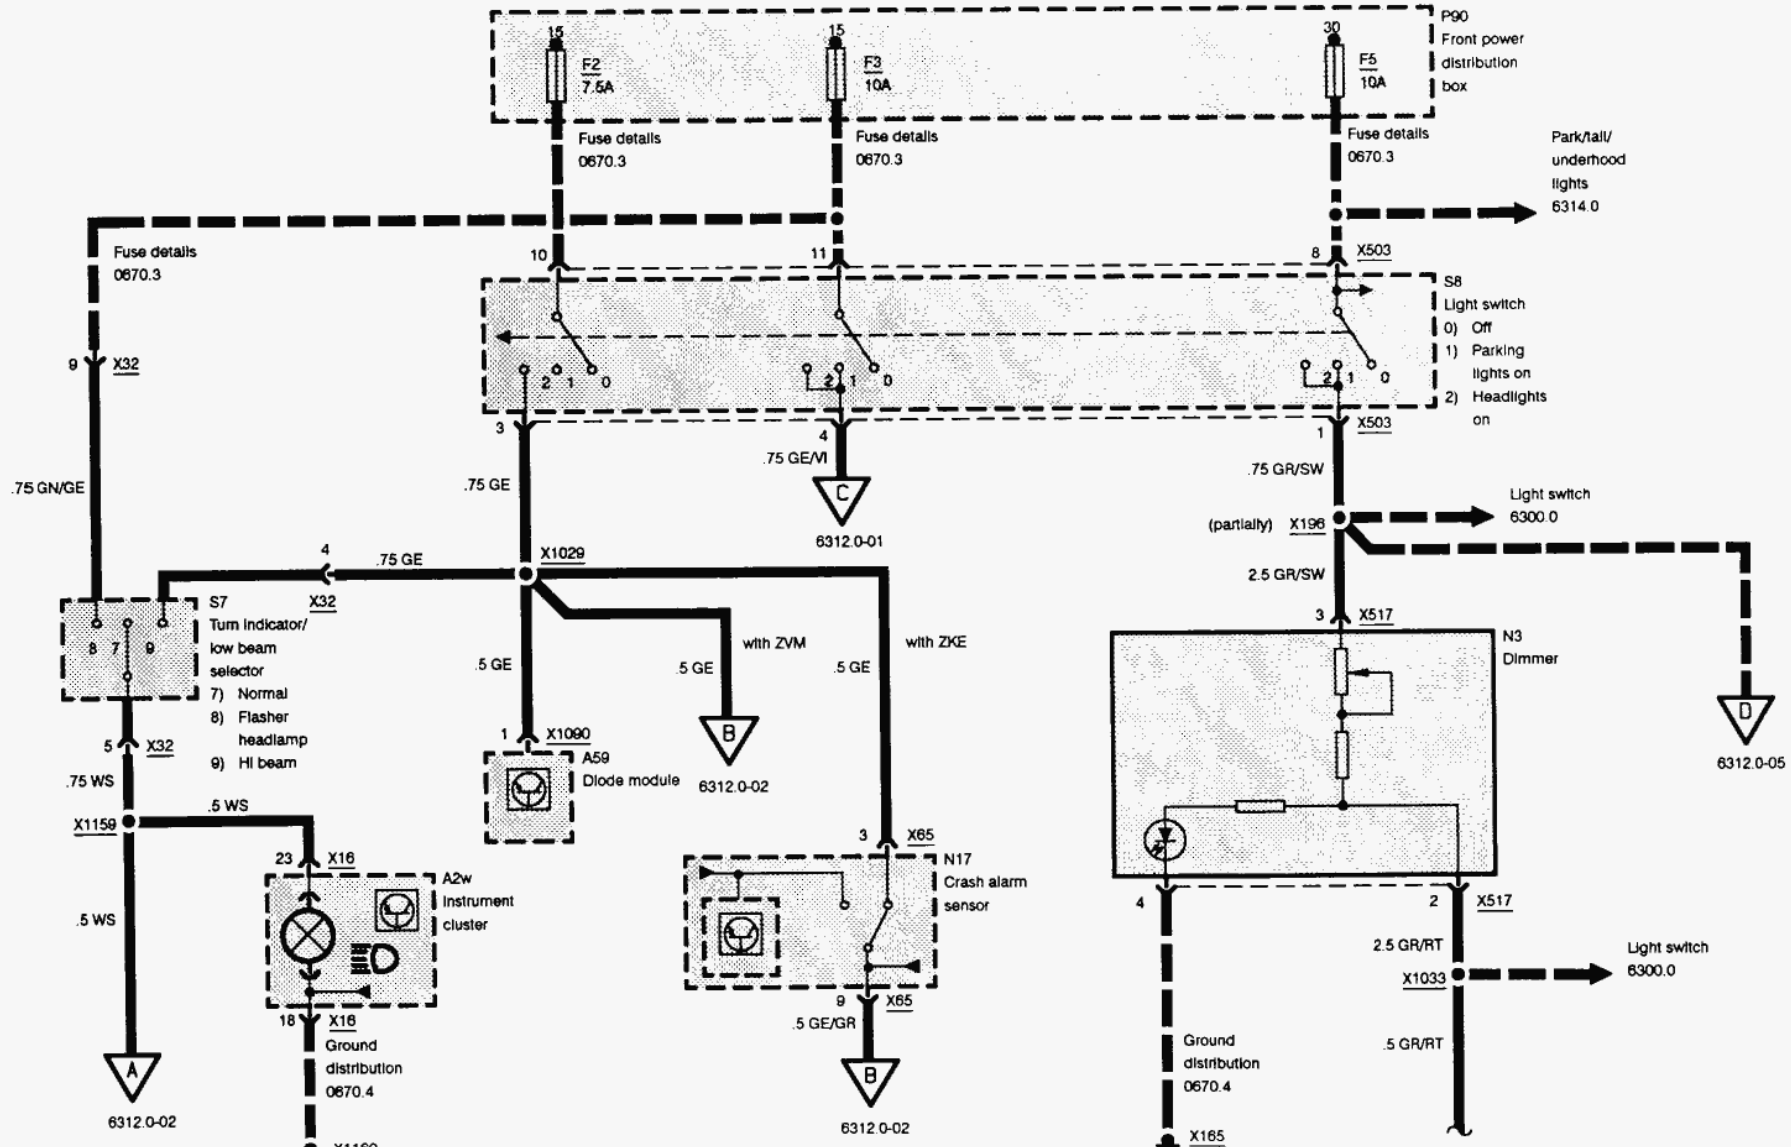 P90
Front power
distribution
box
15
F2
7.5A
15
F3
10A
30
F5
10A
Fuse details
0670.3
Fuse details
0670.3
Fuse details
0670.3
Park/tail/
underhood
lights
6314.0
Fuse details
0670.3
10
11
8
X503
S8
Light switch
0) Off
1) Parking
lights on
2) Headlights
on
2 1 0
2 1 0
2 1 0
9
X32
3
4
1
X503
.75 GN/GE
.75 GE
.75 GE/VI
C
6312.0-01
.75 GR/SW
Light switch
6300.0
(partially) X196
4
.75 GE
X32
X1029
2.5 GR/SW
3
X517
S7
Turn indicator/
low beam
selector
7) Normal
8) Flasher
headlamp
9) Hi beam
8 7 9
with ZVM
with ZKE
.5 GE
.5 GE
.5 GE
N3
Dimmer
D
6312.0-05
5
X32
1
X1090
B
6312.0-02
A59
Diode module
.75 WS
.5 WS
X1159
23
X16
3
X65
A2w
Instrument
cluster
N17
Crash alarm
sensor
.5 WS
4
2
X517
2.5 GR/RT
Light switch
6300.0
X1033
18
X16
9
X65
.5 GE/GR
Ground
distribution
0670.4
Ground
distribution
0670.4
.5 GR/RT
A
6312.0-02
B
6312.0-02
X165